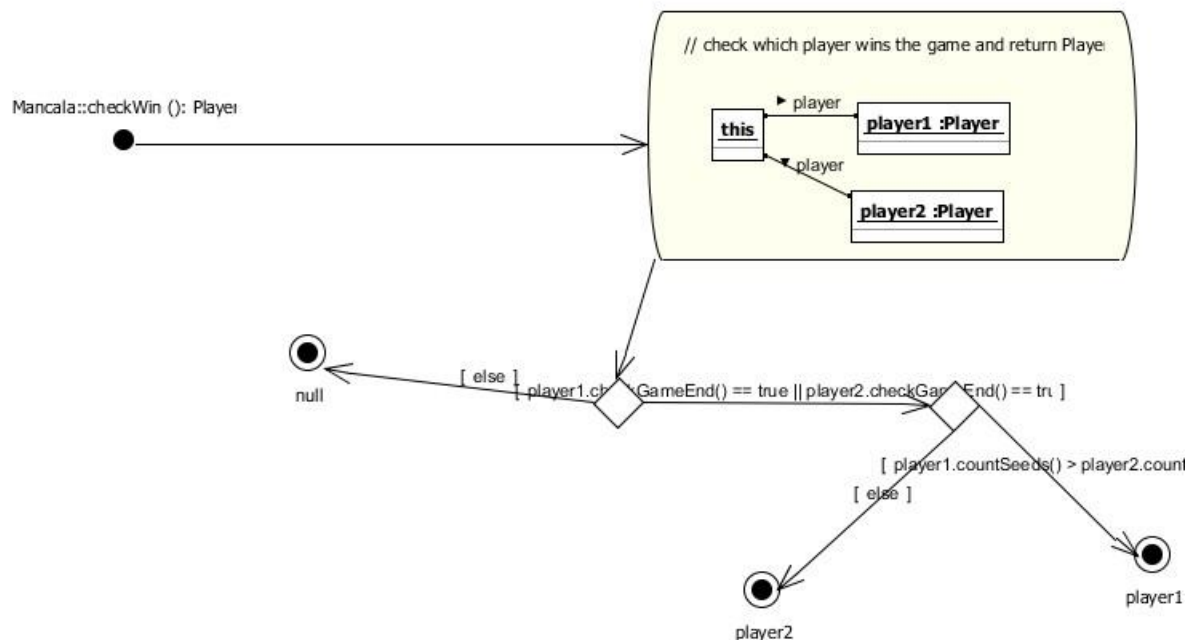 // check which player wins the game and return Player
Mancala::checkWin (): Player
player
this
player1 :Player
player
player2 :Player
[ else ]
[ player1.checkGameEnd() == true || player2.checkGameEnd() == tru ]
null
[ player1.countSeeds() > player2.count
[ else ]
player1
player2